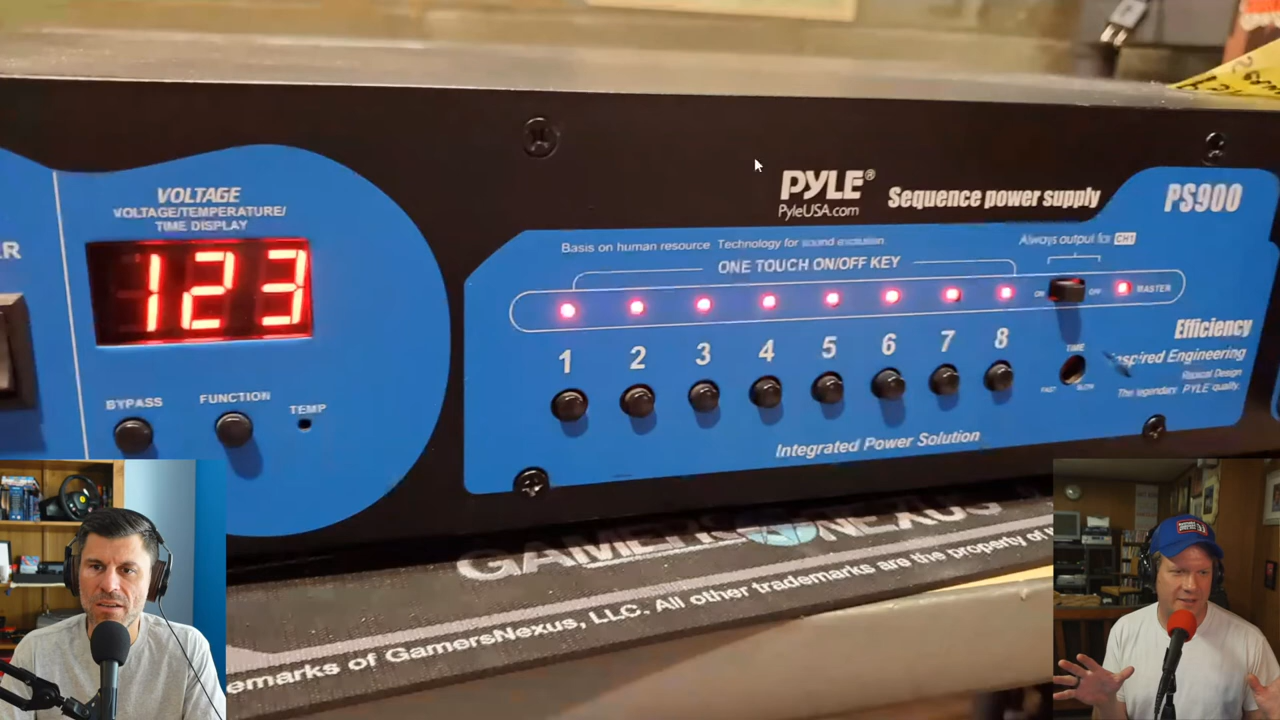 VOLTAGE
VOLTAGE/TEMPERATURE/
TIME DISPLAY
123
BYPASS
FUNCTION
TEMP
PYLE®
PyleUSA.com
Sequence power supply
PS900
Basis on human resource Technology for sound evolution
Always output for CH1
ONE TOUCH ON/OFF KEY
ON
OFF
MASTER
1 2 3 4 5 6 7 8
TIME
FAST
SLOW
Efficiency
Inspired Engineering
Radical Design
The legendary PYLE quality.
Integrated Power Solution
GAMERS NEXUS
emarks of GamersNexus, LLC. All other trademarks are the property of